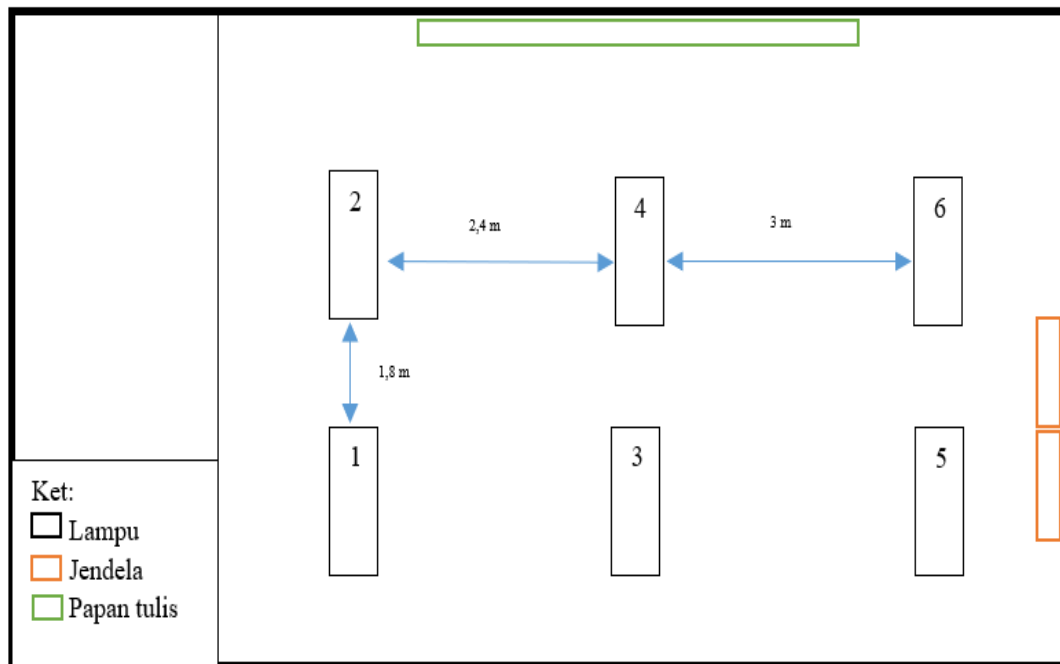 2
4
6
2,4 m
3 m
1,8 m
1
3
5
Ket:
Lampu
Jendela
Papan tulis